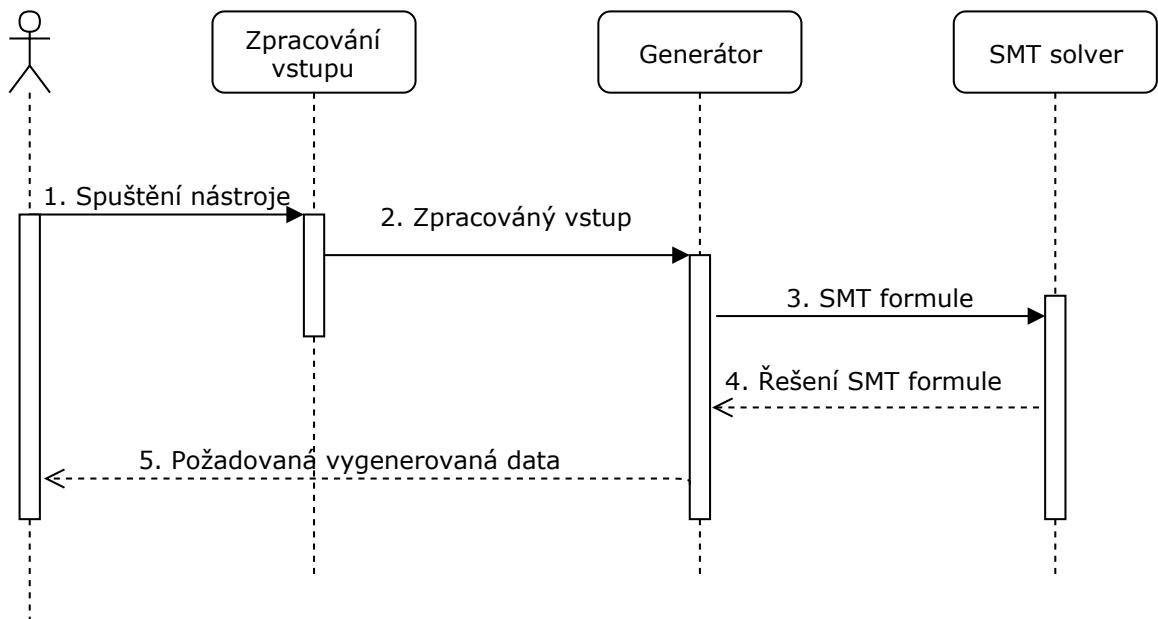 Zpracování
vstupu
Generátor
SMT solver
1. Spuštění nástroje
2. Zpracováný vstup
3. SMT formule
4. Řešení SMT formule
5. Požadovaná vygenerovaná data